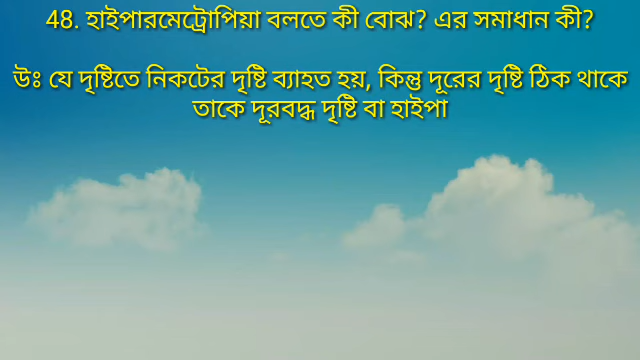 48. হাইপারমেট্রোপিয়া বলতে কী বোঝ? এর সমাধান কী?
উঃ যে দৃষ্টিতে নিকটের দৃষ্টি ব্যাহত হয়, কিন্তু দূরের দৃষ্টি ঠিক থাকে
তাকে দূরবদ্ধ দৃষ্টি বা হাইপা